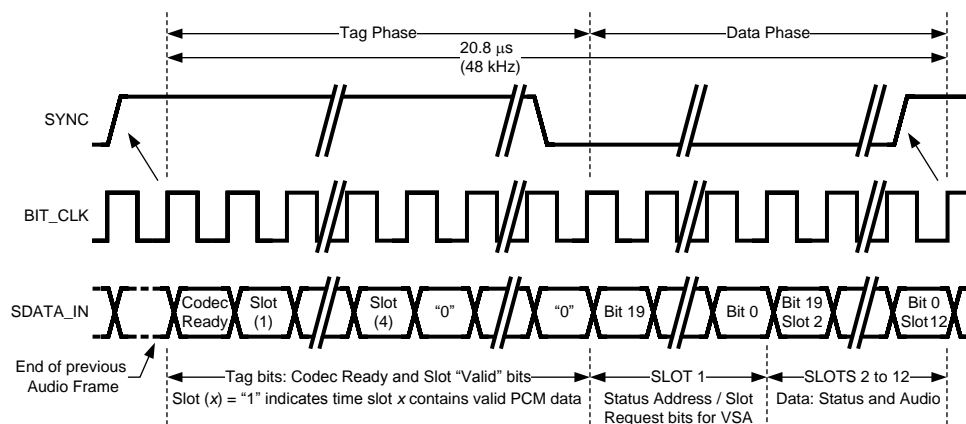 Tag Phase
Data Phase
20.8 µs
(48 kHz)
SYNC
BIT_CLK
SDATA_IN
Codec
Ready
Slot
(1)
Slot
(4)
“0”
“0”
Bit 19
Bit 0
Bit 19
Slot 2
Bit 0
Slot 12
End of previous
Audio Frame
Tag bits: Codec Ready and Slot “Valid” bits
Slot (x) = “1” indicates time slot x contains valid PCM data
SLOT 1
Status Address / Slot
Request bits for VSA
SLOTS 2 to 12
Data: Status and Audio